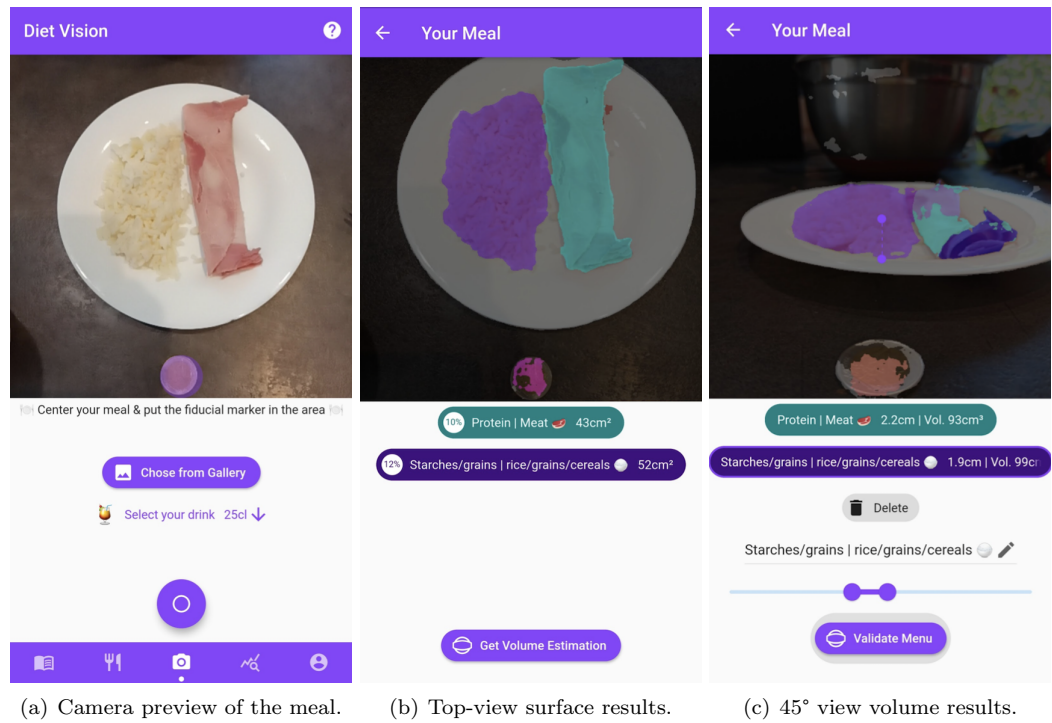 Diet Vision
Center your meal & put the fiducial marker in the area
Chose from Gallery
Select your drink 25cl
(a) Camera preview of the meal.
Your Meal
10% Protein | Meat 43cm²
12% Starches/grains | rice/grains/cereals 52cm²
Get Volume Estimation
(b) Top-view surface results.
Your Meal
Protein | Meat 2.2cm | Vol. 93cm³
Starches/grains | rice/grains/cereals 1.9cm | Vol. 99c
Delete
Starches/grains | rice/grains/cereals
Validate Menu
(c) 45° view volume results.